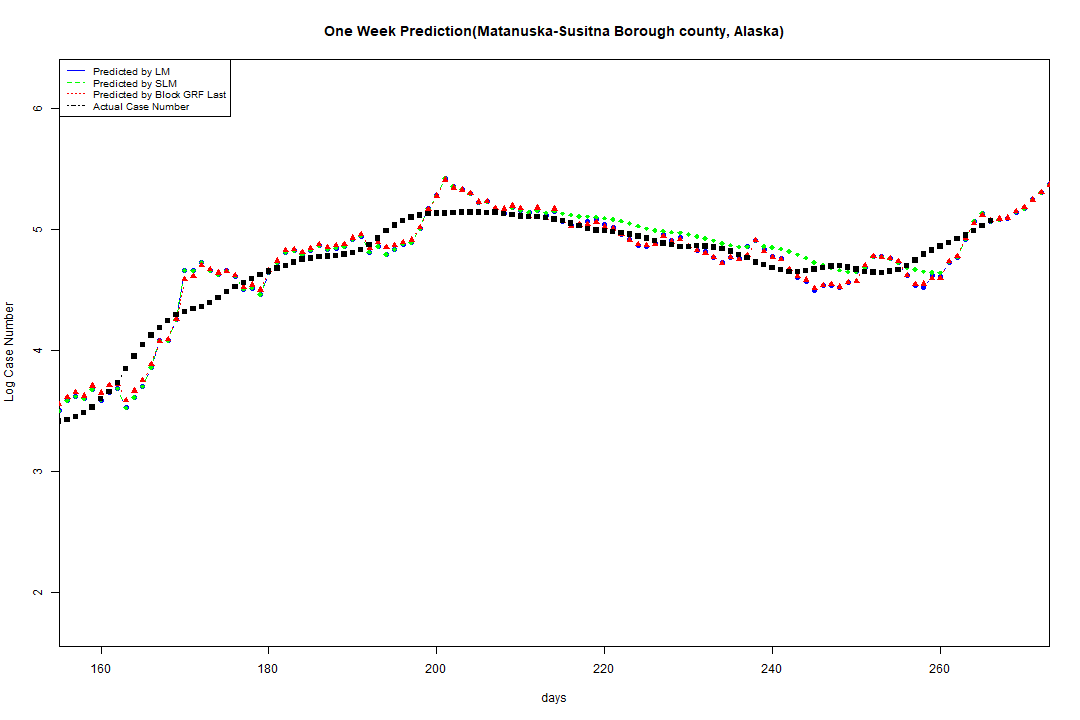 One Week Prediction(Matanuska-Susitna Borough county, Alaska)
Predicted by LM
Predicted by SLM
Predicted by Block GRF Last
Actual Case Number
6
5
4
3
2
Log Case Number
160 180 200 220 240 260
days